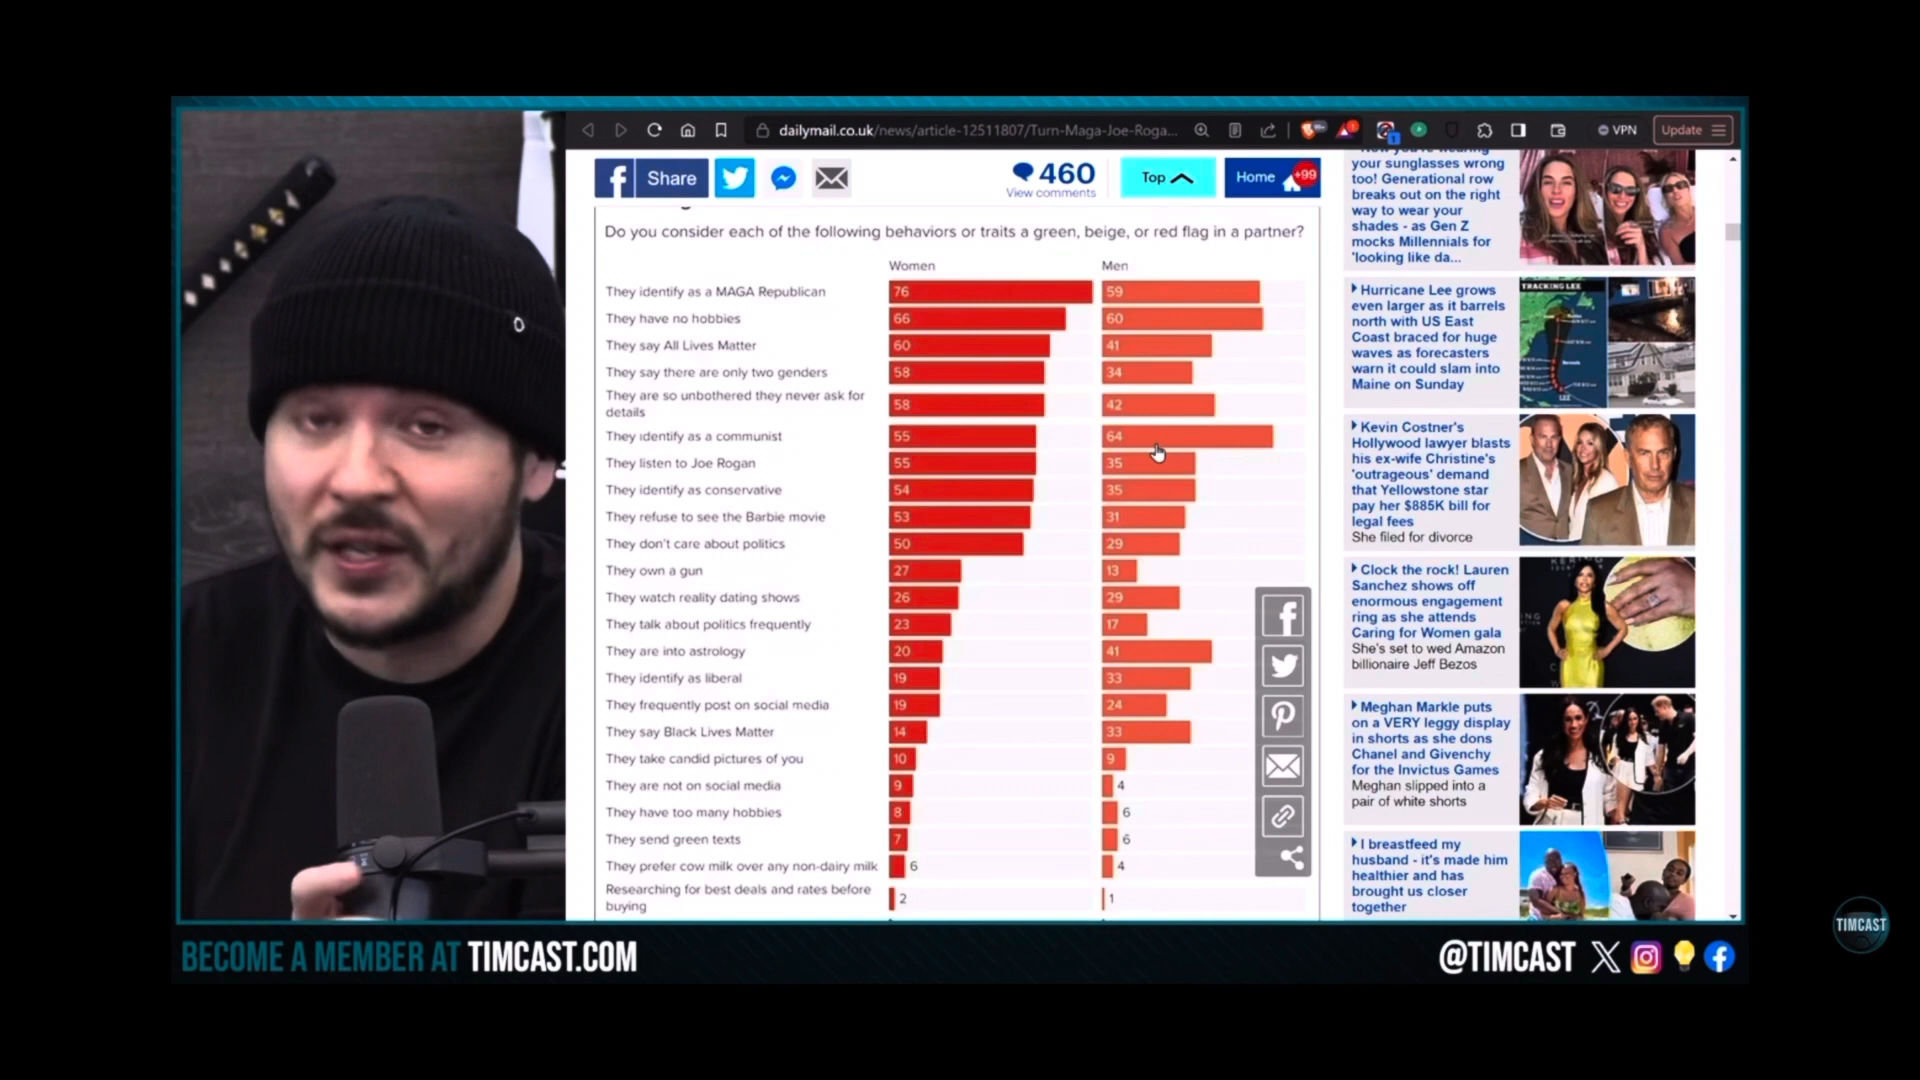 dailymail.co.uk/news/article-12511807/Turn-Maga-Joe-Roga...
VPN
Update
Share
460
View comments
Top
Home
+99
Do you consider each of the following behaviors or traits a green, beige, or red flag in a partner?
Women Men
They identify as a MAGA Republican 76 59
They have no hobbies 66 60
They say All Lives Matter 60 41
They say there are only two genders 58 34
They are so unbothered they never ask for
details 58 42
They identify as a communist 55 64
They listen to Joe Rogan 55 35
They identify as conservative 54 35
They refuse to see the Barbie movie 53 31
They don't care about politics 50 29
They own a gun 27 13
They watch reality dating shows 26 29
They talk about politics frequently 23 17
They are into astrology 20 41
They identify as liberal 19 33
They frequently post on social media 19 24
They say Black Lives Matter 14 33
They take candid pictures of you 10 9
They are not on social media 9 4
They have too many hobbies 8 6
They send green texts 7 6
They prefer cow milk over any non-dairy milk 6 4
Researching for best deals and rates before
buying 2 1
your sunglasses wrong
too! Generational row
breaks out on the right
way to wear your
shades - as Gen Z
mocks Millennials for
'looking like da...
Hurricane Lee grows
even larger as it barrels
north with US East
Coast braced for huge
waves as forecasters
warn it could slam into
Maine on Sunday
TRACKING LEE
LEE
Kevin Costner's
Hollywood lawyer blasts
his ex-wife Christine's
'outrageous' demand
that Yellowstone star
pay her $885K bill for
legal fees
She filed for divorce
Clock the rock! Lauren
Sanchez shows off
enormous engagement
ring as she attends
Caring for Women gala
She's set to wed Amazon
billionaire Jeff Bezos
Meghan Markle puts
on a VERY leggy display
in shorts as she dons
Chanel and Givenchy
for the Invictus Games
Meghan slipped into a
pair of white shorts
I breastfeed my
husband - it's made him
healthier and has
brought us closer
together
BECOME A MEMBER AT TIMCAST.COM
@TIMCAST
TIMCAST